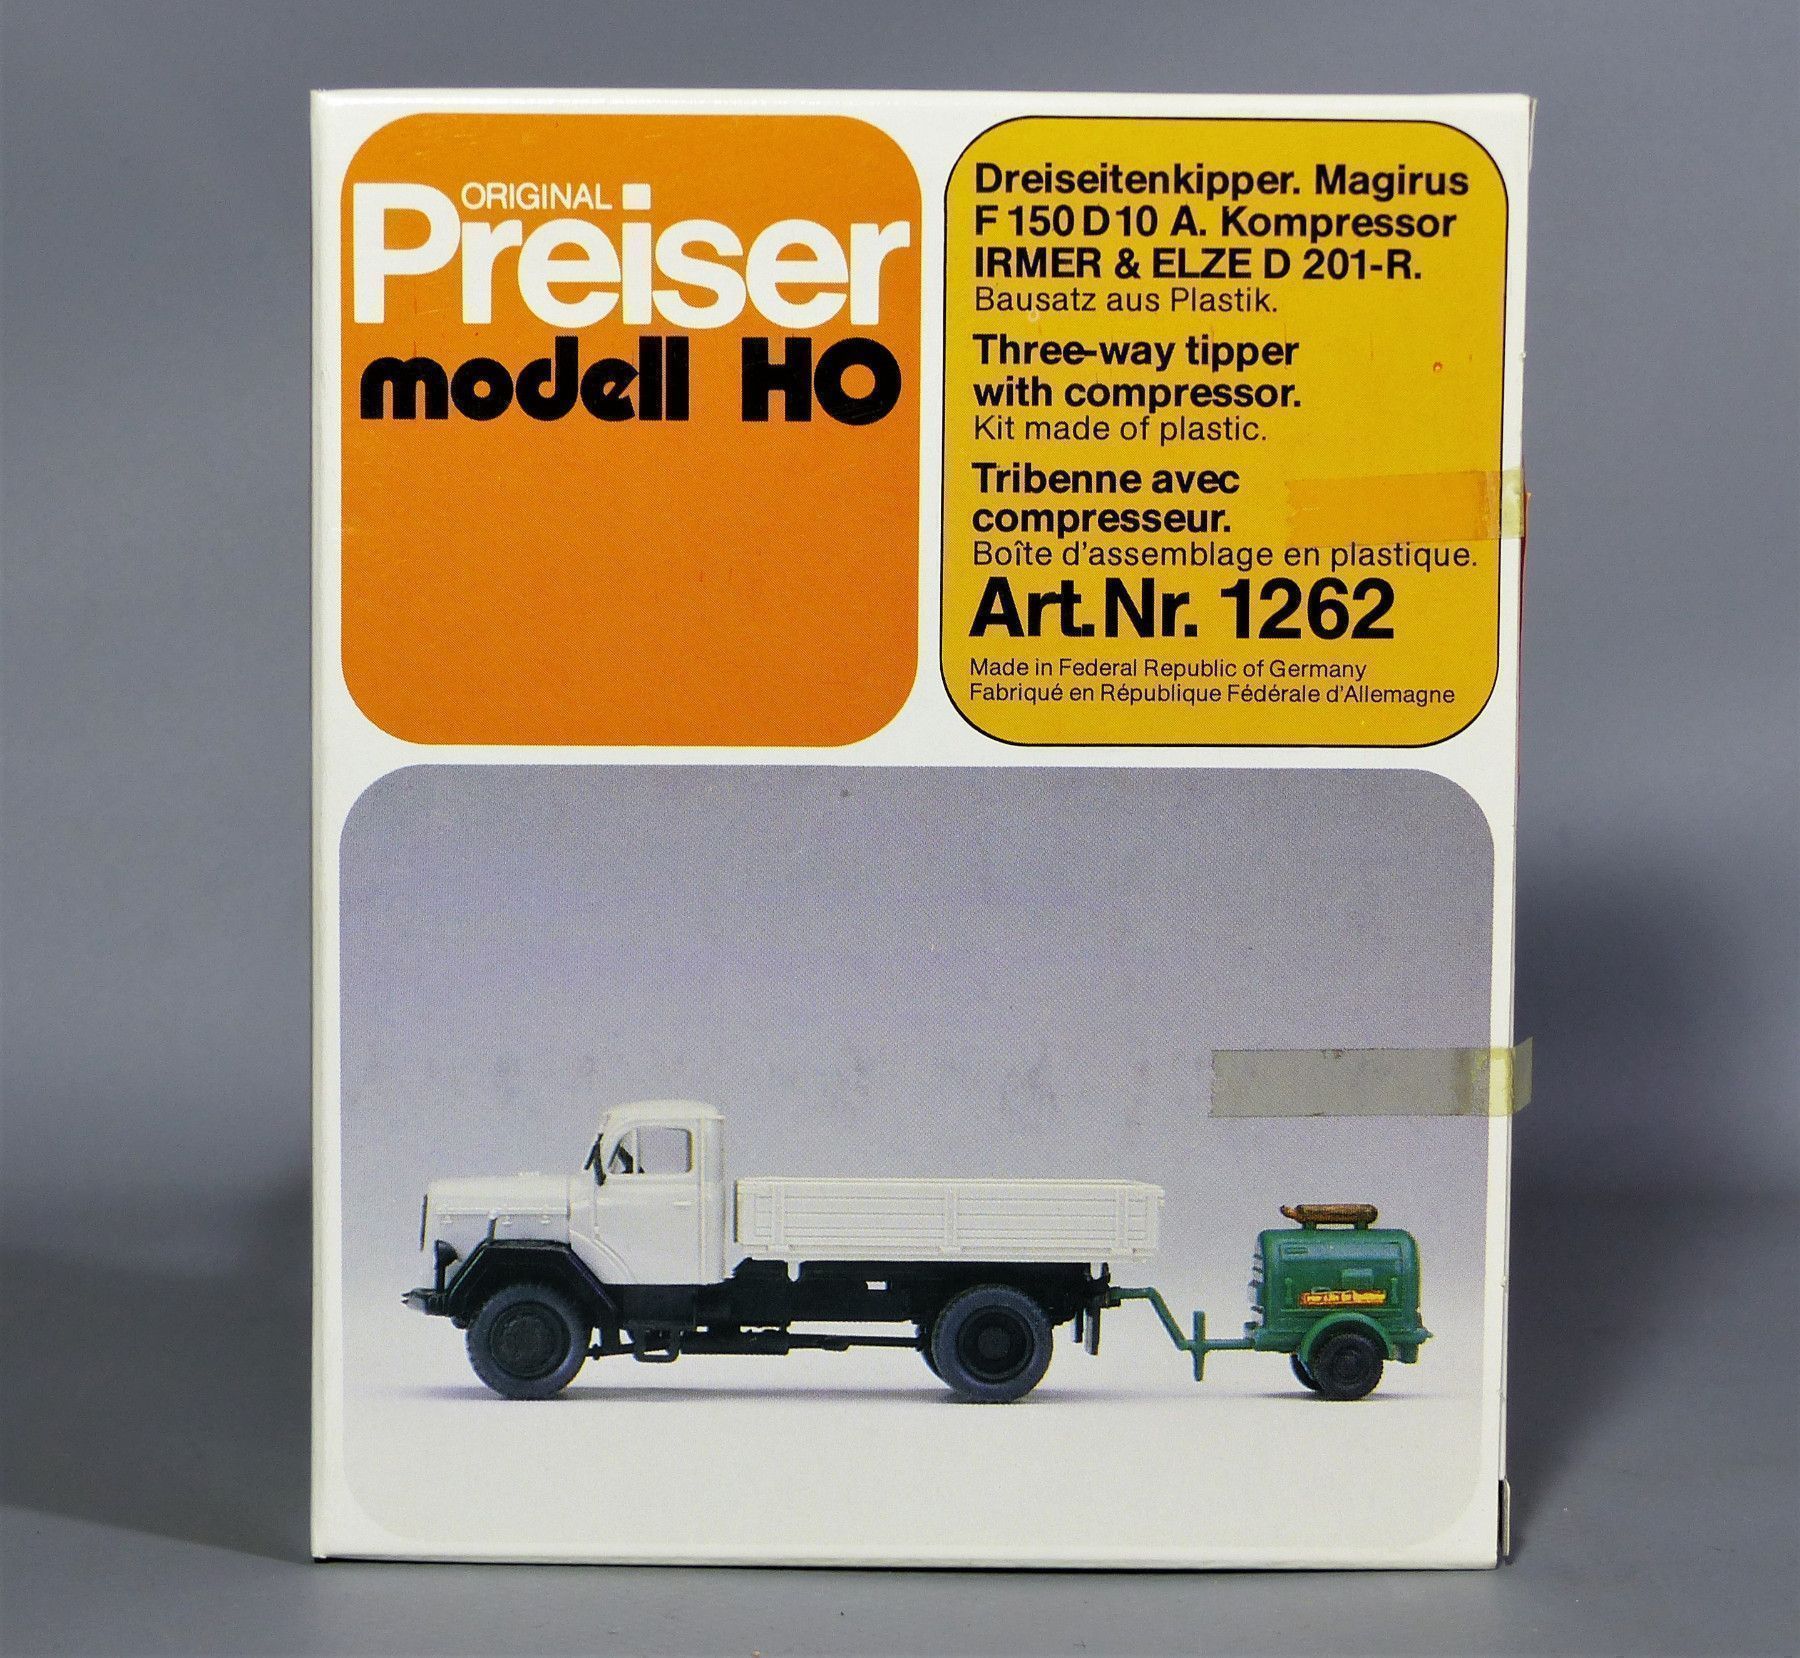 ORIGINAL
Preiser
modell HO
Dreiseitenkipper. Magirus
F 150 D 10 A. Kompressor
IRMER & ELZE D 201-R.
Bausatz aus Plastik.
Three-way tipper
with compressor.
Kit made of plastic.
Tribenne avec
compresseur.
Boîte d'assemblage en plastique.
Art.Nr. 1262
Made in Federal Republic of Germany
Fabriqué en République Fédérale d'Allemagne